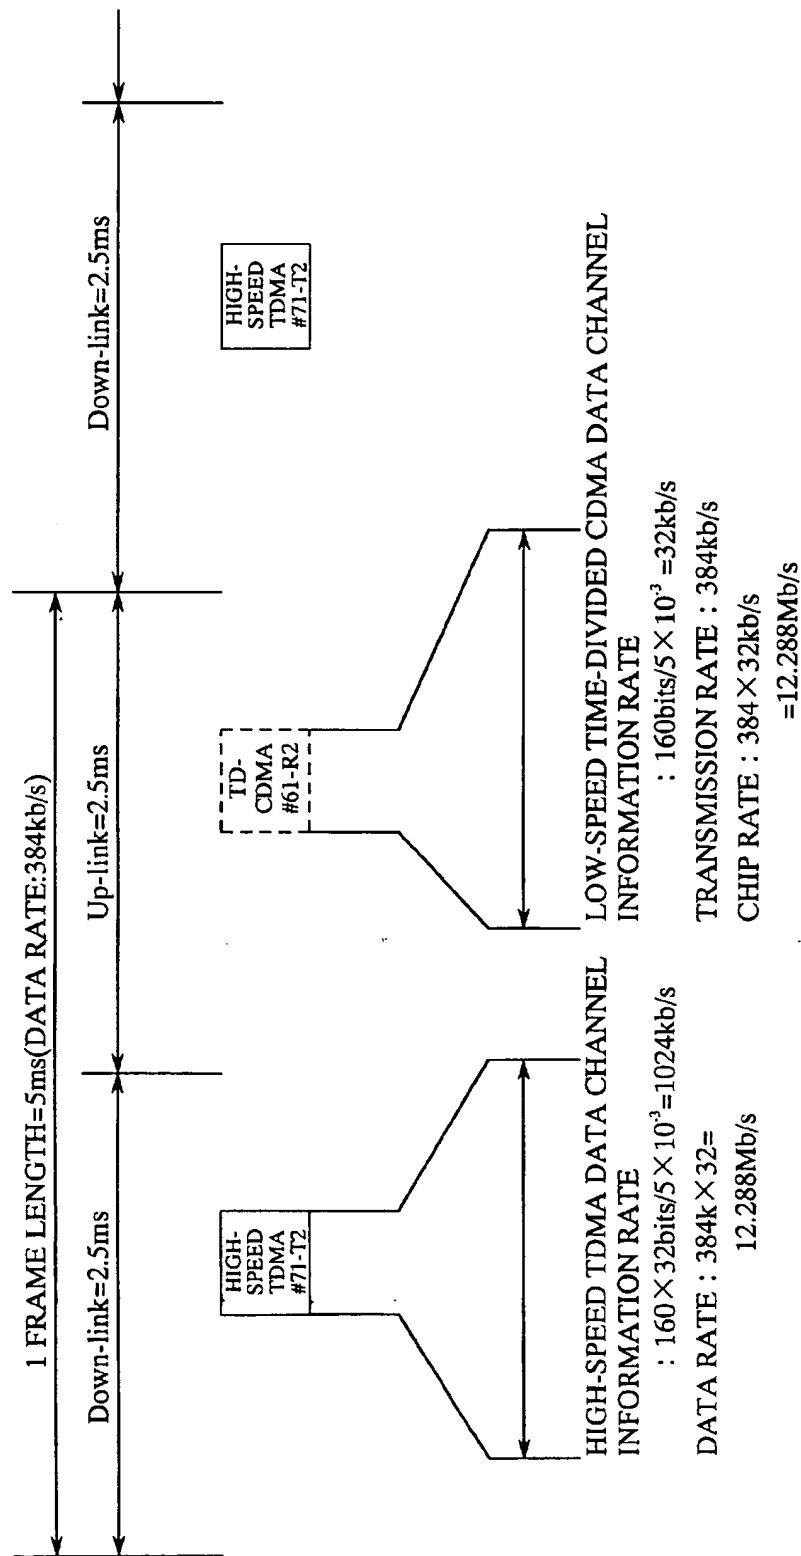 1 FRAME LENGTH=5ms(DATA RATE:384kb/s)
Down-link=2.5ms
Up-link=2.5ms
Down-link=2.5ms
HIGH-
SPEED
TDMA
#71-T2
TD-
CDMA
#61-R2
HIGH-
SPEED
TDMA
#71-T2
HIGH-SPEED TDMA DATA CHANNEL
INFORMATION RATE
: 160×32bits/5×10⁻³=1024kb/s
DATA RATE : 384k×32=
12.288Mb/s
LOW-SPEED TIME-DIVIDED CDMA DATA CHANNEL
INFORMATION RATE
: 160bits/5×10⁻³ =32kb/s
TRANSMISSION RATE : 384kb/s
CHIP RATE : 384×32kb/s
=12.288Mb/s